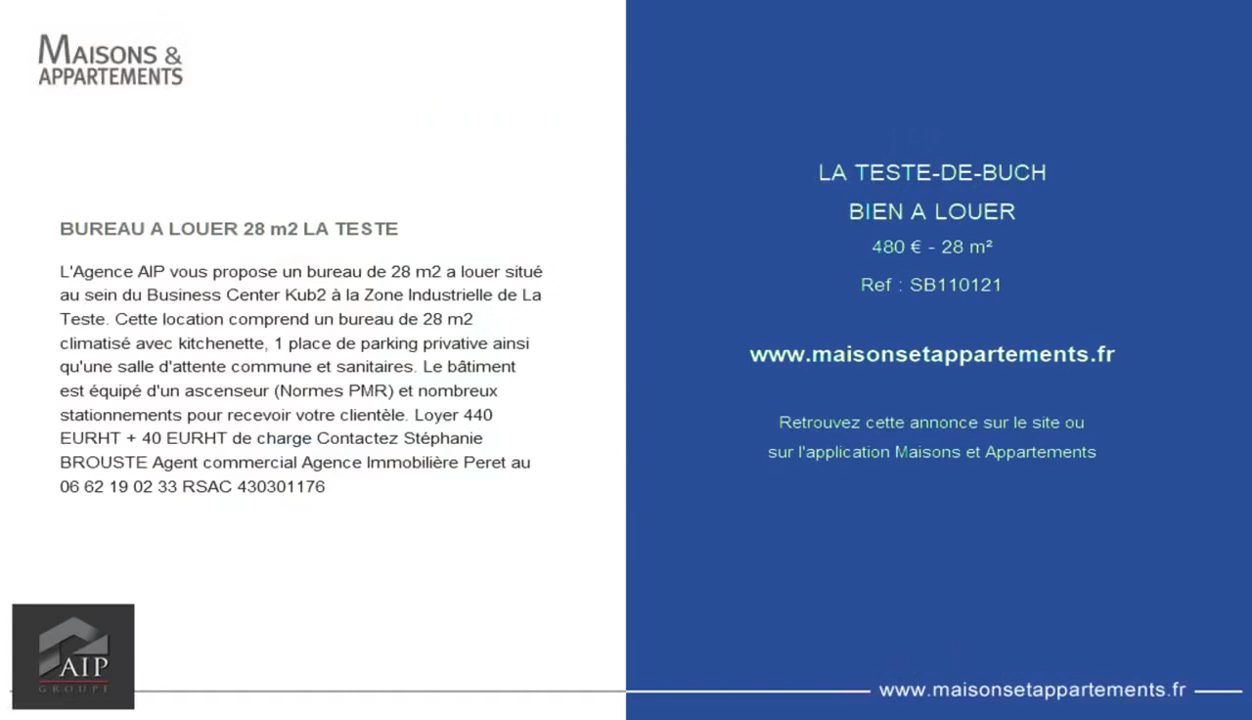 MAISONS &
APPARTEMENTS
BUREAU A LOUER 28 m2 LA TESTE
L'Agence AIP vous propose un bureau de 28 m2 a louer situé
au sein du Business Center Kub2 à la Zone Industrielle de La
Teste. Cette location comprend un bureau de 28 m2
climatisé avec kitchenette, 1 place de parking privative ainsi
qu'une salle d'attente commune et sanitaires. Le bâtiment
est équipé d'un ascenseur (Normes PMR) et nombreux
stationnements pour recevoir votre clientèle. Loyer 440
EURHT + 40 EURHT de charge Contactez Stéphanie
BROUSTE Agent commercial Agence Immobilière Peret au
06 62 19 02 33 RSAC 430301176
AIP
GROUPE
LA TESTE-DE-BUCH
BIEN A LOUER
480 € - 28 m²
Ref : SB110121
www.maisonsetappartements.fr
Retrouvez cette annonce sur le site ou
sur l'application Maisons et Appartements
www.maisonsetappartements.fr